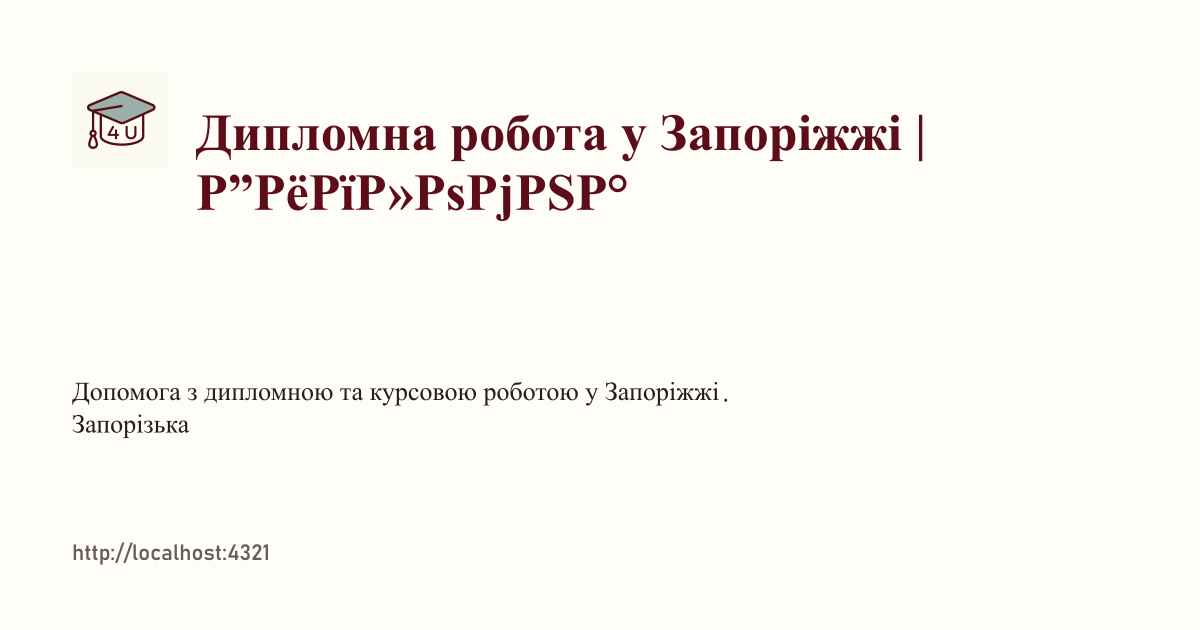 4 U
Дипломна робота у Запоріжжі |
Р”РёРїР»РѕРјРЅР°
Допомога з дипломною та курсовою роботою у Запоріжжі.
Запорізька
http://localhost:4321